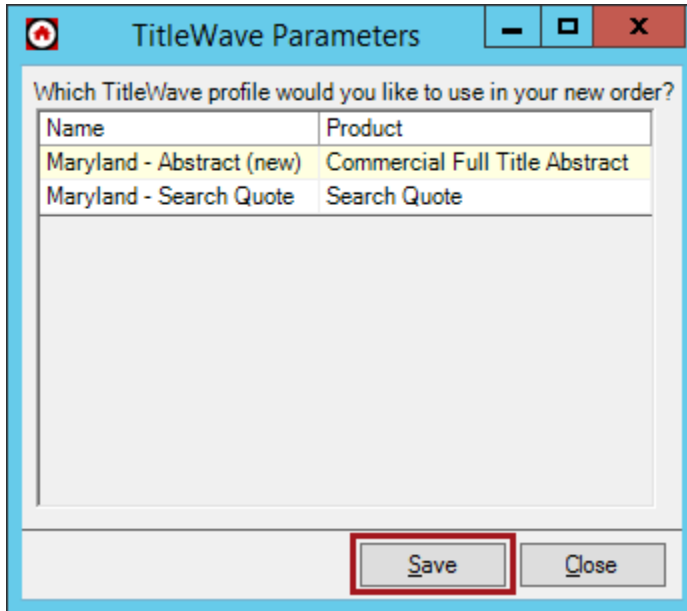 TitleWave Parameters
Which TitleWave profile would you like to use in your new order?
Name Product
Maryland - Abstract (new) Commercial Full Title Abstract
Maryland - Search Quote Search Quote
Save Close